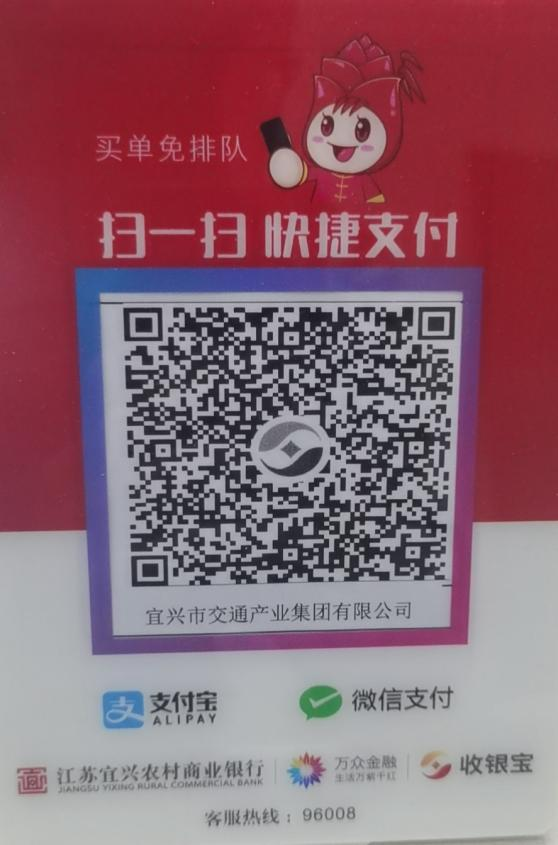 买单免排队
扫一扫 快捷支付
宜兴市交通产业集团有限公司
支付宝
ALIPAY
微信支付
江苏宜兴农村商业银行
JIANGSU YIXING RURAL COMMERCIAL BANK
万众金融
生活万紫千红
收银宝
客服热线：96008